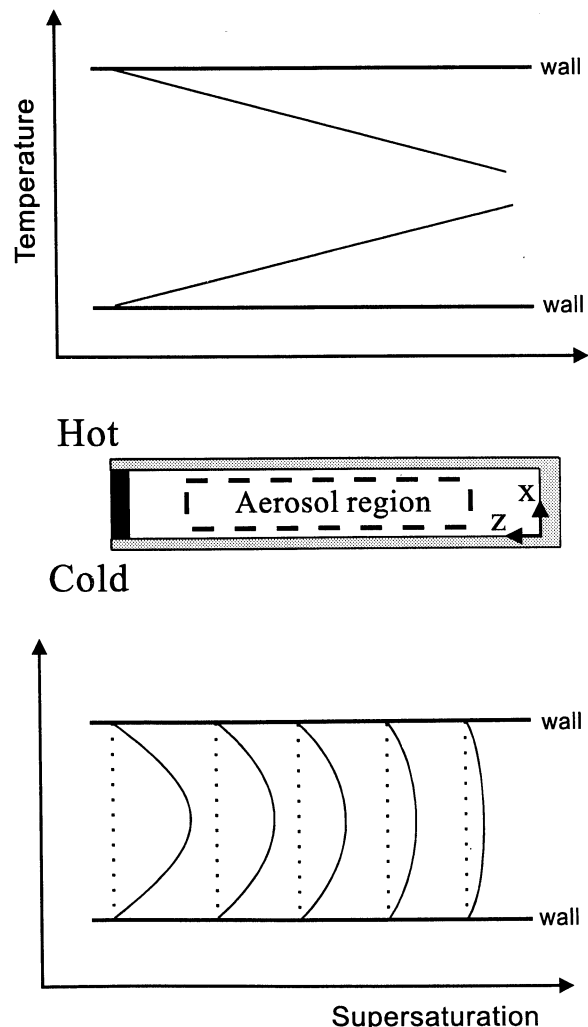 wall
Temperature
wall
Hot
Aerosol region
x
z
Cold
wall
wall
Supersaturation